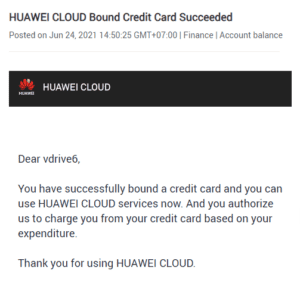 HUAWEI CLOUD Bound Credit Card Succeeded
Posted on Jun 24, 2021 14:50:25 GMT+07:00 | Finance | Account balance
HUAWEI
HUAWEI CLOUD
Dear vdrive6,
You have successfully bound a credit card and you can
use HUAWEI CLOUD services now. And you authorize
us to charge you from your credit card based on your
expenditure.
Thank you for using HUAWEI CLOUD.